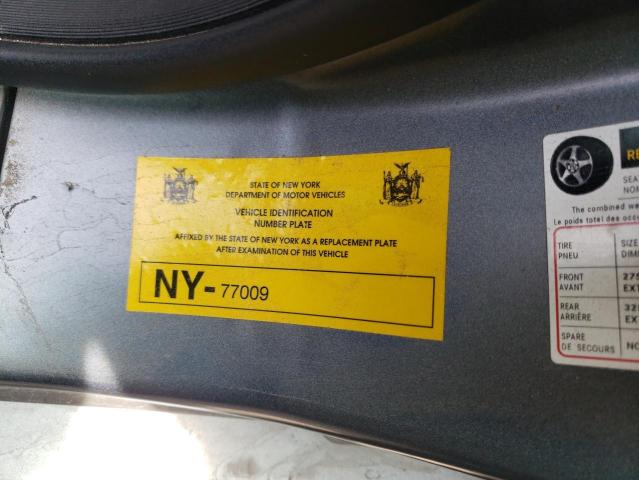 STATE OF NEW YORK
DEPARTMENT OF MOTOR VEHICLES
VEHICLE IDENTIFICATION
NUMBER PLATE
AFFIXED BY THE STATE OF NEW YORK AS A REPLACEMENT PLATE
AFTER EXAMINATION OF THIS VEHICLE
NY-77009
The combined
Le poids total des
TIRE
PNEU
SIZE
FRONT
AVANT
REAR
ARRIÈRE
SPARE
DE SECOURS